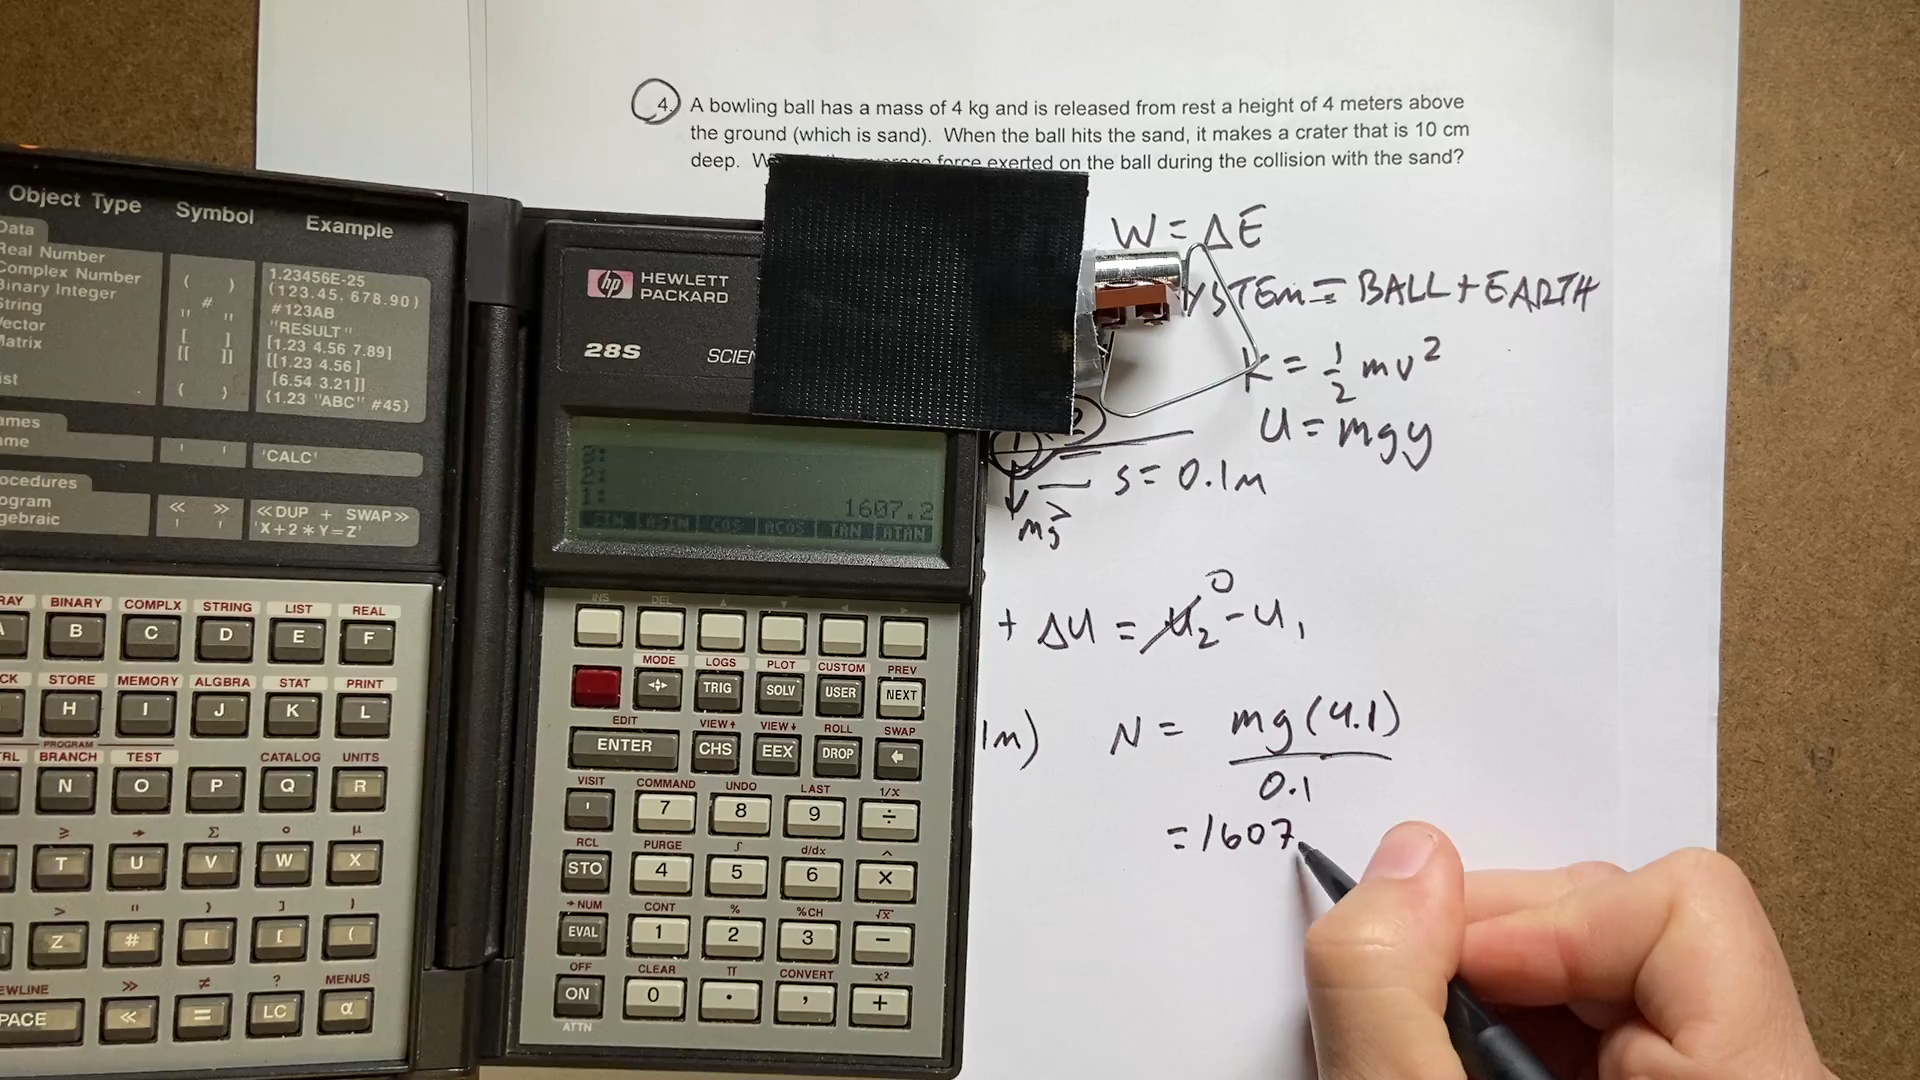 4. A bowling ball has a mass of 4 kg and is released from rest a height of 4 meters above
the ground (which is sand). When the ball hits the sand, it makes a crater that is 10 cm
deep. force exerted on the ball during the collision with the sand?
W = ΔE
YSTEM = BALL + EARTH
K = 1/2 mv²
U = mgy
1 2
s = 0.1m
mg
+ ΔU = U₂ 0 - U₁
1m) N = mg(4.1)
0.1
= 1607
Object Type Symbol Example
Data
Real Number
Complex Number ( ) 1.23456E-25
Binary Integer # (123.45, 678.90)
String " " #123AB
Vector [ ] "RESULT"
Matrix [[ ]] [1.23 4.56 7.89]
[[1.23 4.56]
[6.54 3.21]]
( ) (1.23 "ABC" #45)
' ' 'CALC'
« » «DUP + SWAP»
' ' 'X+2*Y=Z'
hp HEWLETT
PACKARD
28S SCIEN
1607.2
SIN ASIN COS ACOS TAN ATAN
BINARY COMPLX STRING LIST REAL
B C D E F
STORE MEMORY ALGBRA STAT PRINT
H I J K L
PROGRAM
BRANCH TEST CATALOG UNITS
N O P Q R
≥ → Σ ° μ
T U V W X
> " ) ] )
Z # ( [ (
NEWLINE » ≠ ? MENUS
SPACE « = LC α
INS DEL ▲ ▼ ◀ ▶
MODE LOGS PLOT CUSTOM PREV
TRIG SOLV USER NEXT
EDIT VIEW↑ VIEW↓ ROLL SWAP
ENTER CHS EEX DROP
VISIT COMMAND UNDO LAST 1/x
' 7 8 9 ÷
RCL PURGE ∫ d/dx ^
STO 4 5 6 ×
→NUM CONT % %CH √x
EVAL 1 2 3 −
OFF CLEAR π CONVERT x²
ON 0 . , +
ATTN